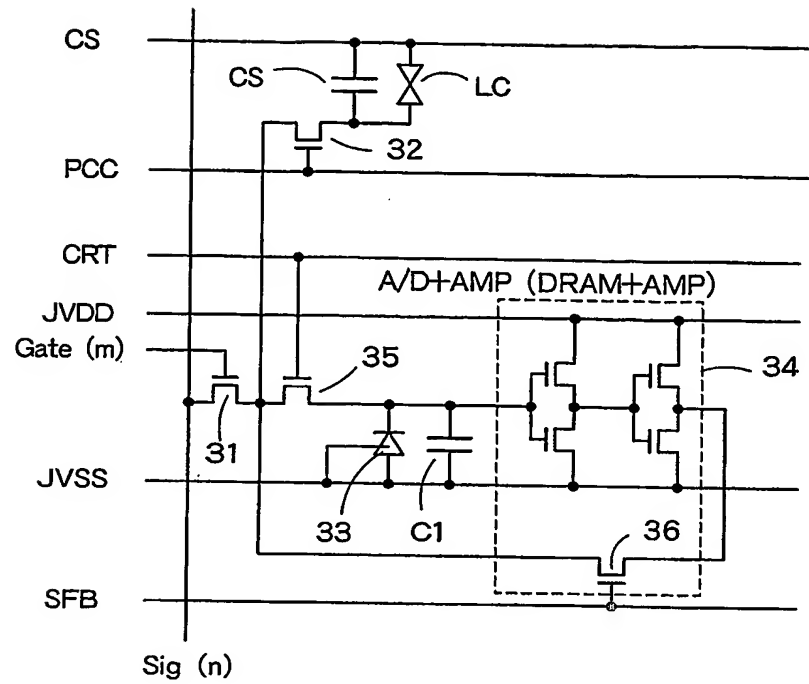 CS
CS
LC
32
PCC
CRT
A/D+AMP (DRAM+AMP)
JVDD
Gate (m)
35
34
31
JVSS
33
C1
36
SFB
Sig (n)